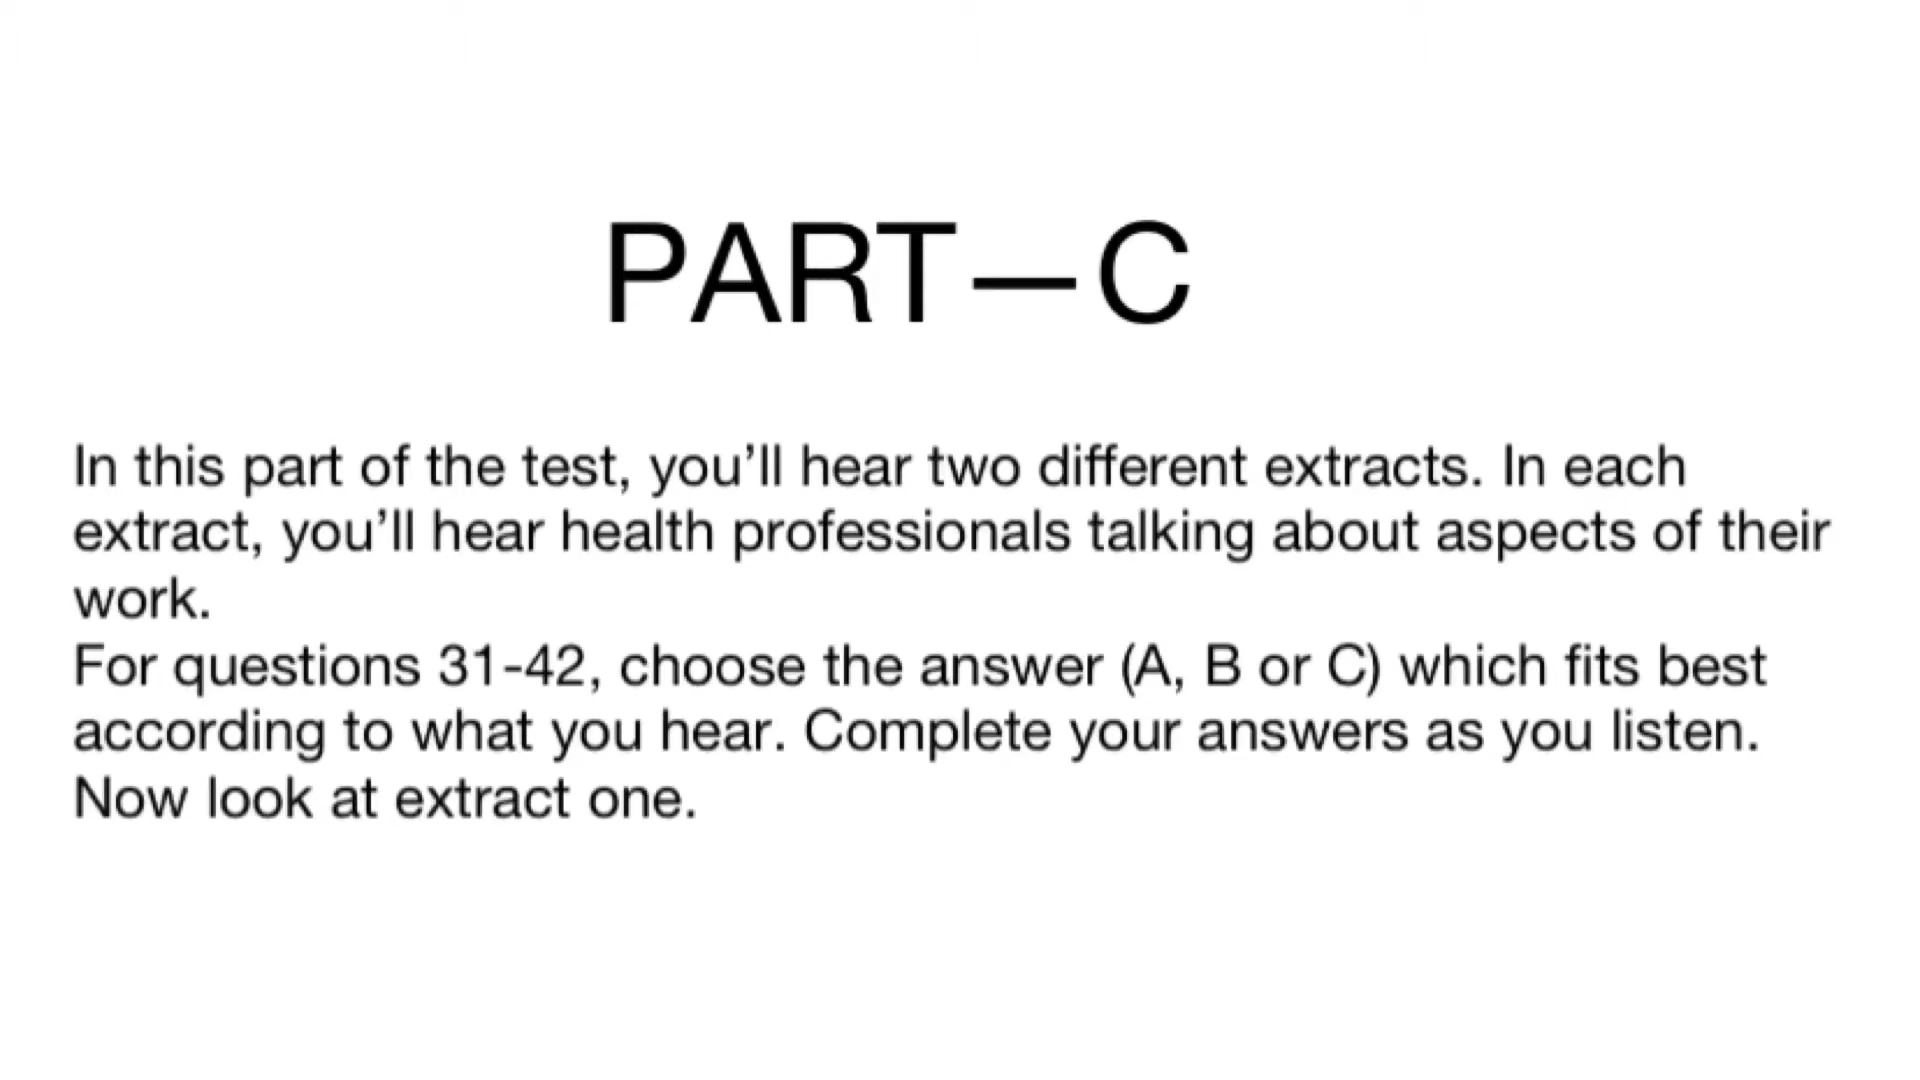 PART—C
In this part of the test, you’ll hear two different extracts. In each
extract, you’ll hear health professionals talking about aspects of their
work.
For questions 31-42, choose the answer (A, B or C) which fits best
according to what you hear. Complete your answers as you listen.
Now look at extract one.